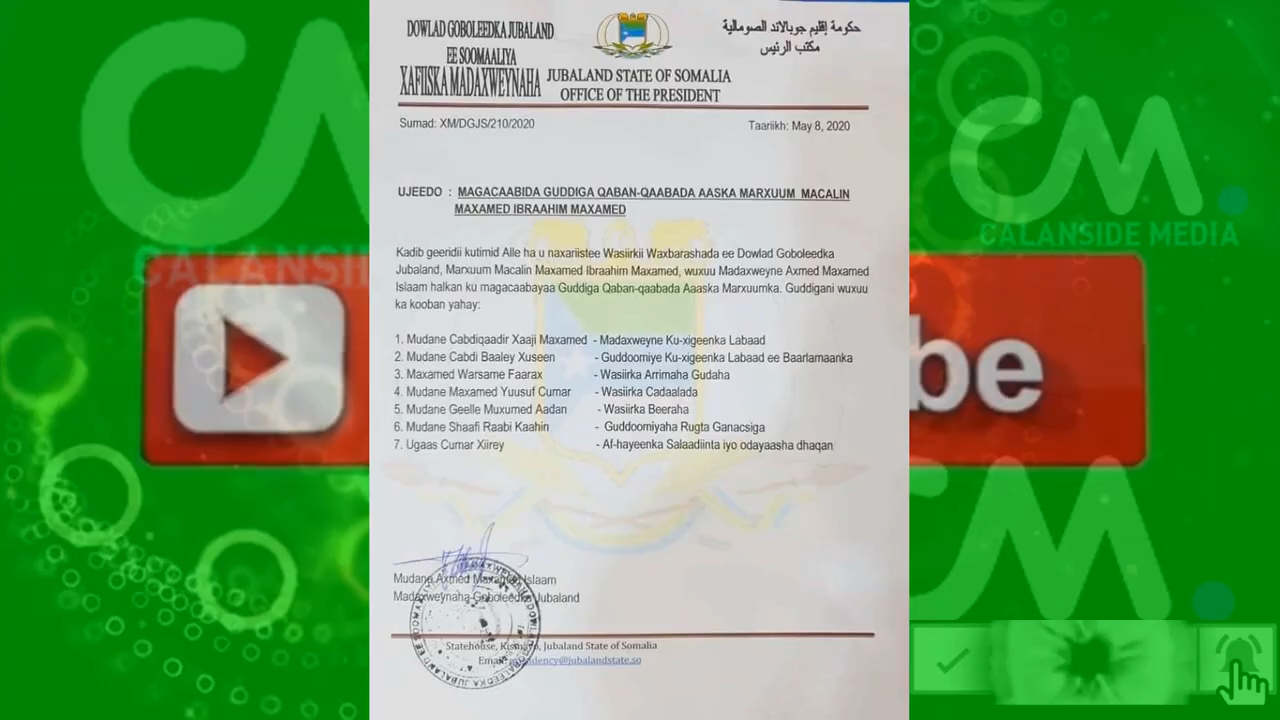 DOWLAD GOBOLEEDKA JUBALAND
EE SOOMAALIYA
XAFIISKA MADAXWEYNAHA
حكومة إقليم جوبالاند الصومالية
مكتب الرئيس
JUBALAND STATE OF SOMALIA
OFFICE OF THE PRESIDENT
Sumad: XM/DGJS/210/2020
Taariikh: May 8, 2020
UJEEDO : MAGACAABIDA GUDDIGA QABAN-QAABADA AASKA MARXUUM MACALIN
MAXAMED IBRAAHIM MAXAMED
Kadib geeridii kutimid Alle ha u naxariistee Wasiirkii Waxbarashada ee Dowlad Goboleedka
Jubaland, Marxuum Macalin Maxamed Ibraahim Maxamed, wuxuu Madaxweyne Axmed Maxamed
Islaam halkan ku magacaabayaa Guddiga Qaban-qaabada Aaaska Marxuumka. Guddigani wuxuu
ka kooban yahay:
1. Mudane Cabdiqaadir Xaaji Maxamed - Madaxweyne Ku-xigeenka Labaad
2. Mudane Cabdi Baaley Xuseen - Guddoomiye Ku-xigeenka Labaad ee Baarlamaanka
3. Maxamed Warsame Faarax - Wasiirka Arrimaha Gudaha
4. Mudane Maxamed Yuusuf Cumar - Wasiirka Cadaalada
5. Mudane Geelle Muxumed Aadan - Wasiirka Beeraha
6. Mudane Shaafi Raabi Kaahin - Guddoomiyaha Rugta Ganacsiga
7. Ugaas Cumar Xiirey - Af-hayeenka Salaadiinta iyo odayaasha dhaqan
Mudane Axmed Maxamed Islaam
Madaxweynaha Goboleedka Jubaland
Statehouse, Kismayo, Jubaland State of Somalia
Email: presidency@jubalandstate.so
CM
CALANSIDE MEDIA
CM
CALANSI
be
CM